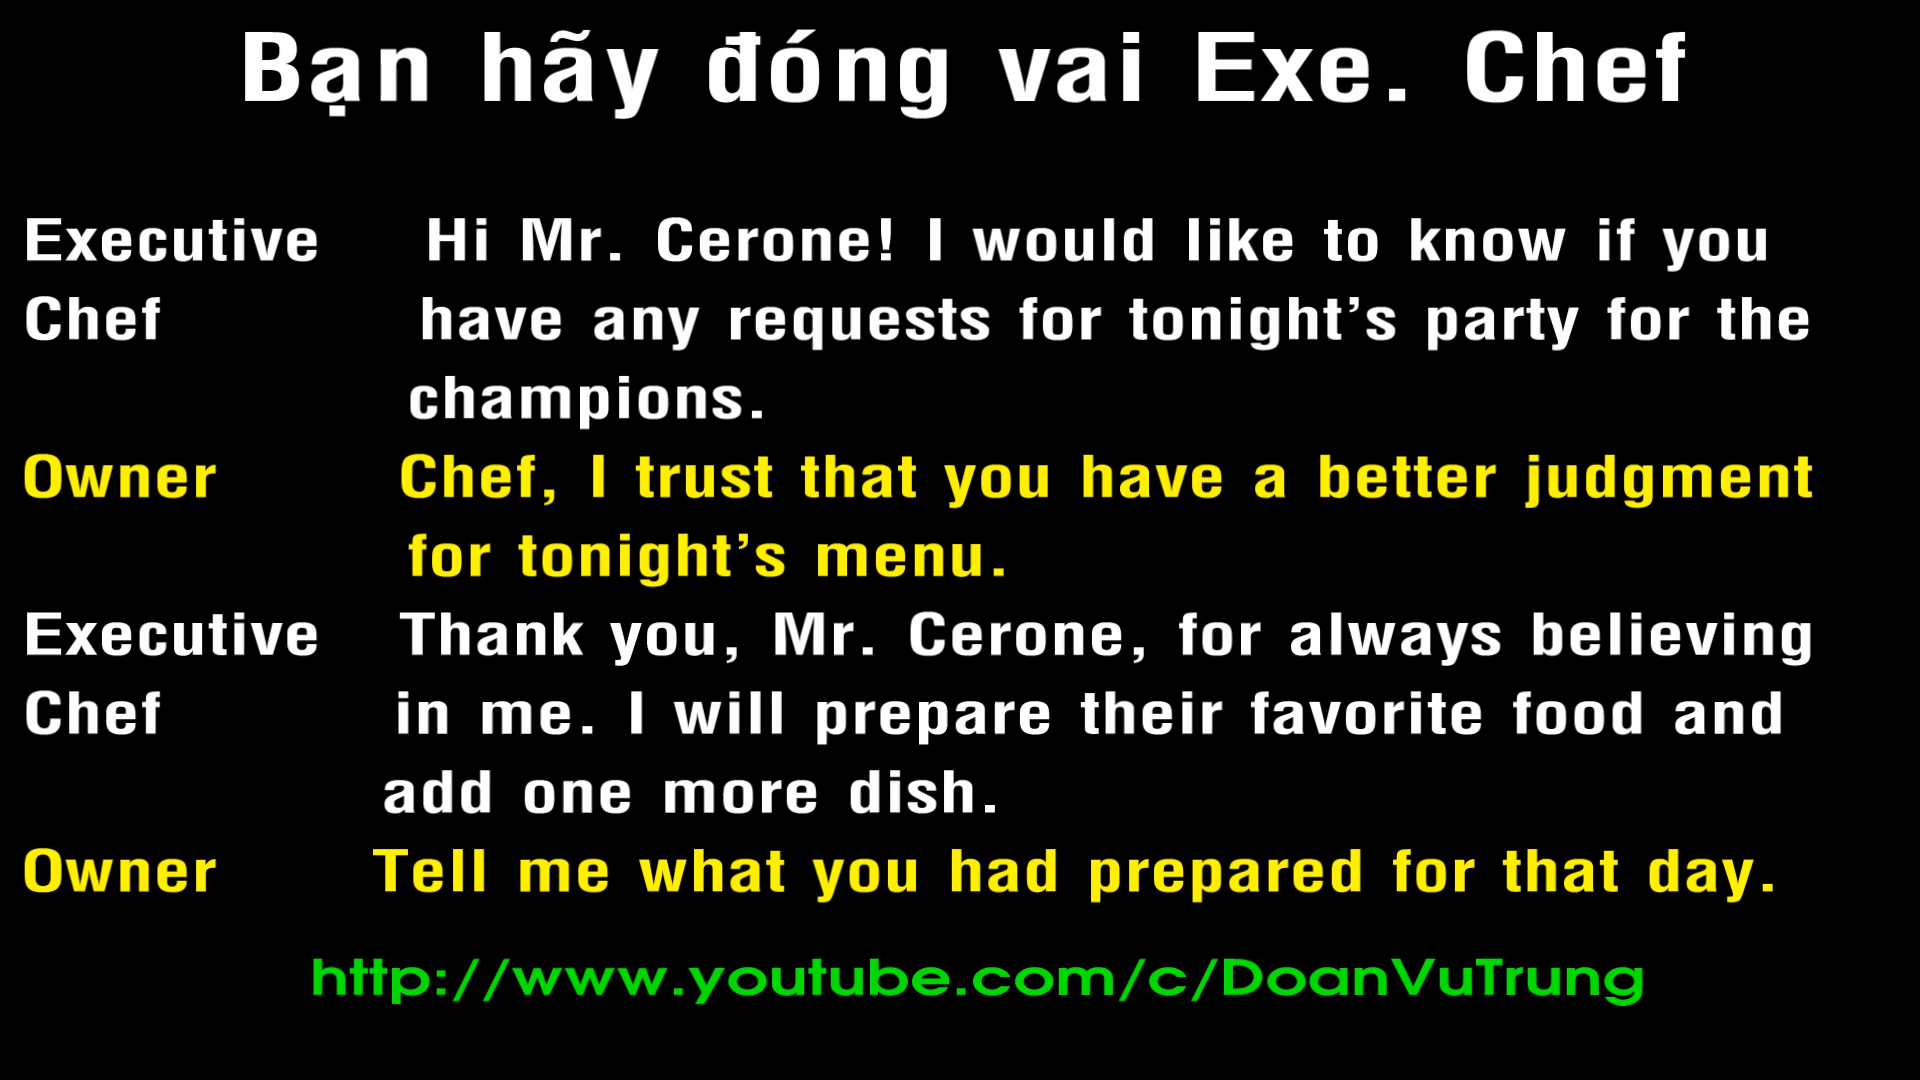 Bạn hãy đóng vai Exe. Chef
Executive Hi Mr. Cerone! I would like to know if you
Chef have any requests for tonight’s party for the
champions.
Owner Chef, I trust that you have a better judgment
for tonight’s menu.
Executive Thank you, Mr. Cerone, for always believing
Chef in me. I will prepare their favorite food and
add one more dish.
Owner Tell me what you had prepared for that day.
http://www.youtube.com/c/DoanVuTrung